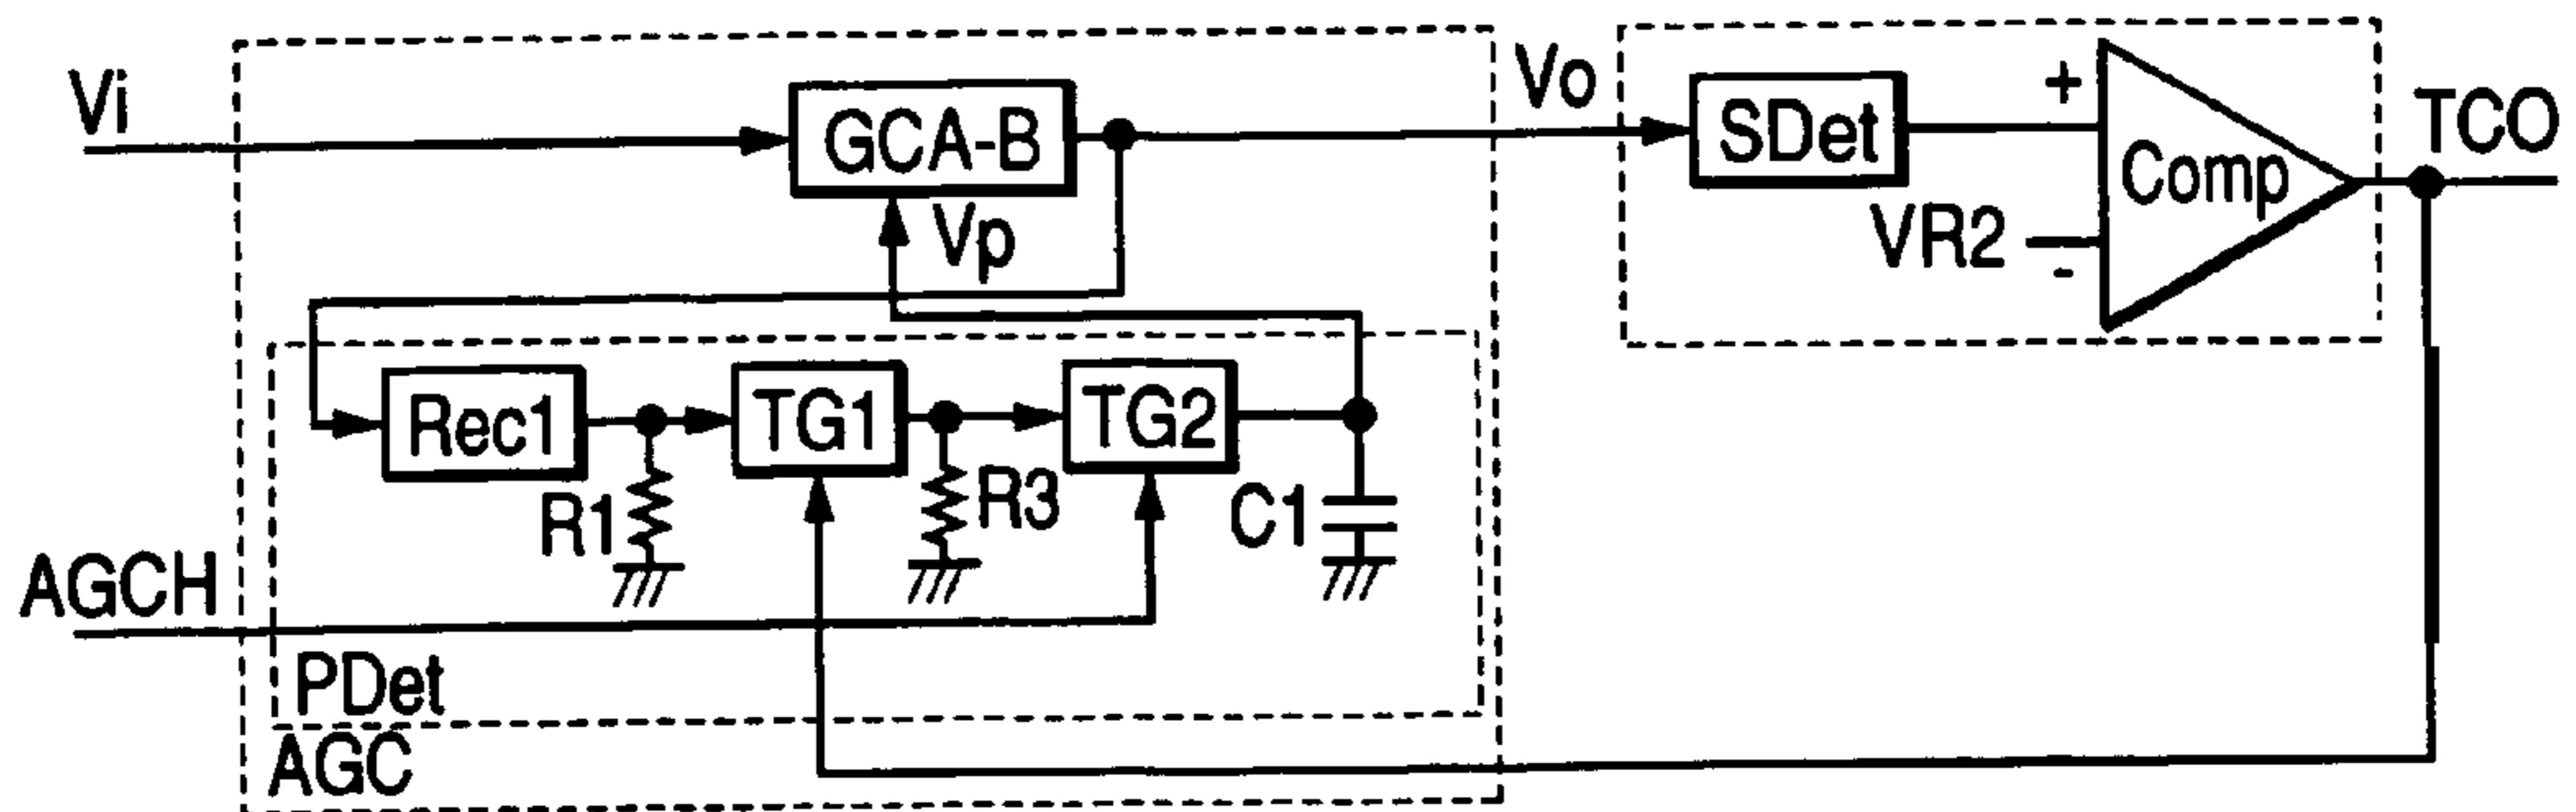 Vi
GCA-B
Vo
SDet
+
Comp
TCO
Vp
VR2
-
Rec1
TG1
TG2
R1
R3
C1
AGCH
PDet
AGC